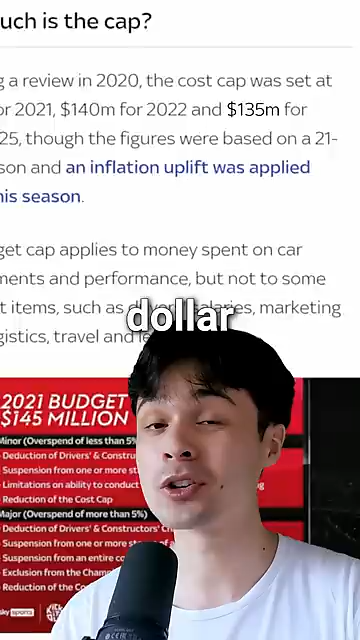 uch is the cap?
g a review in 2020, the cost cap was set at
or 2021, $140m for 2022 and $135m for
25, though the figures were based on a 21-
son and an inflation uplift was applied
his season.
get cap applies to money spent on car
ments and performance, but not to some
t items, such as salaries, marketing
gistics, travel and
dollar
2021 BUDGET
$145 MILLION
Minor (Overspend of less than 5%
- Deduction of Drivers' & Constru
- Suspension from one or more st
- Limitations on ability to conduct
ng
- Reduction of the Cost Cap
Major (Overspend of more than 5%)
- Deduction of Drivers' & Constructors' C
- Suspension from one or more sta
- Suspension from an entire co
- Exclusion from the Cham
- Reduction of the Co
sky sports